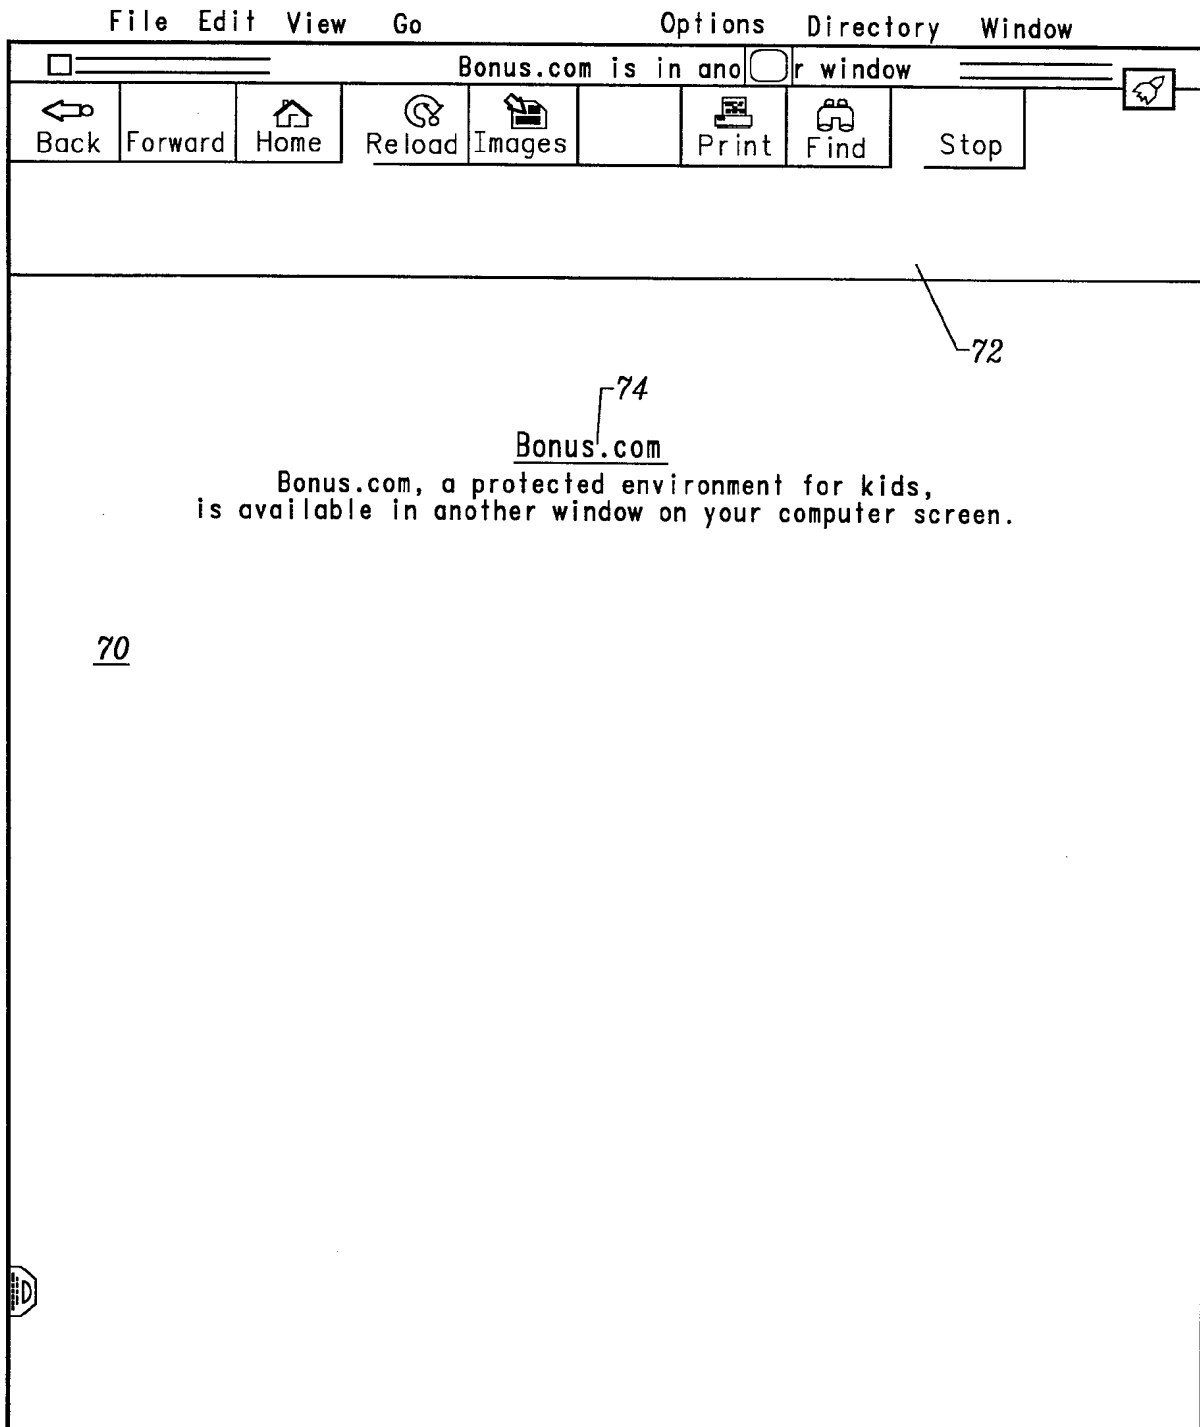 File Edit View Go Options Directory Window
Bonus.com is in ano r window
Back Forward Home Reload Images Print Find Stop
72
74
Bonus.com
Bonus.com, a protected environment for kids,
is available in another window on your computer screen.
70